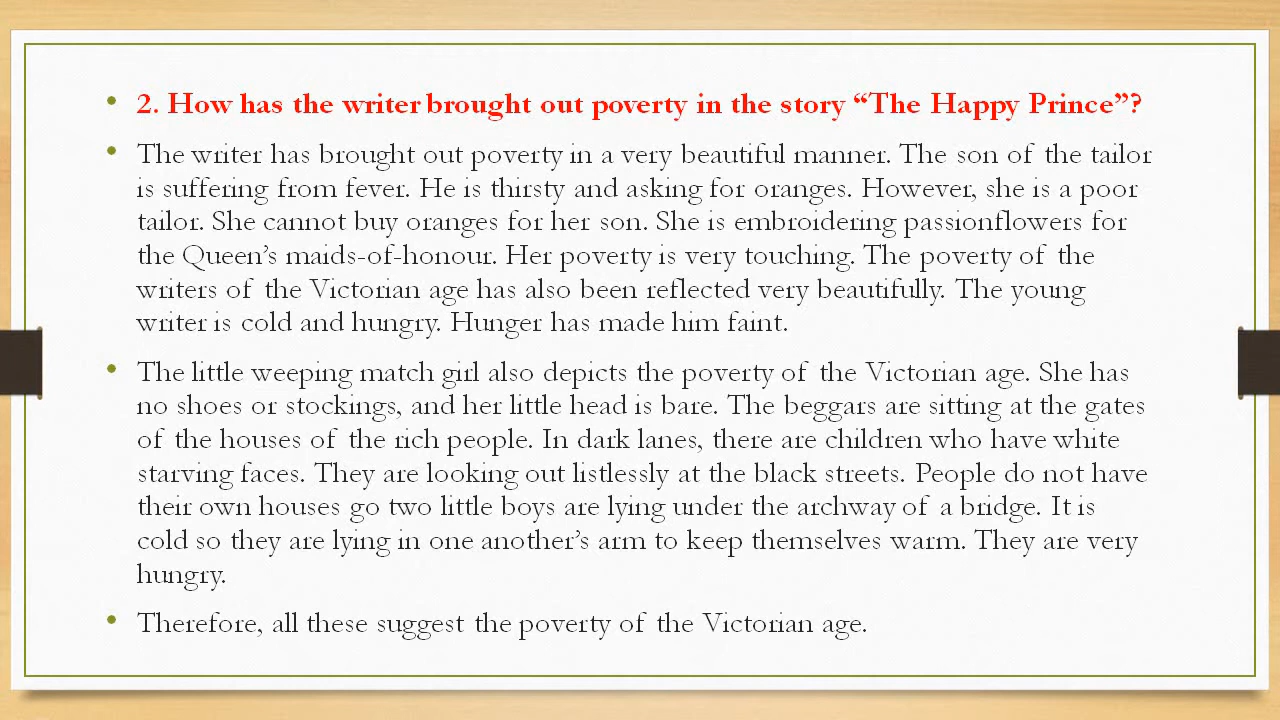 • 2. How has the writer brought out poverty in the story “The Happy Prince”?
• The writer has brought out poverty in a very beautiful manner. The son of the tailor
is suffering from fever. He is thirsty and asking for oranges. However, she is a poor
tailor. She cannot buy oranges for her son. She is embroidering passionflowers for
the Queen’s maids-of-honour. Her poverty is very touching. The poverty of the
writers of the Victorian age has also been reflected very beautifully. The young
writer is cold and hungry. Hunger has made him faint.
• The little weeping match girl also depicts the poverty of the Victorian age. She has
no shoes or stockings, and her little head is bare. The beggars are sitting at the gates
of the houses of the rich people. In dark lanes, there are children who have white
starving faces. They are looking out listlessly at the black streets. People do not have
their own houses go two little boys are lying under the archway of a bridge. It is
cold so they are lying in one another’s arm to keep themselves warm. They are very
hungry.
• Therefore, all these suggest the poverty of the Victorian age.